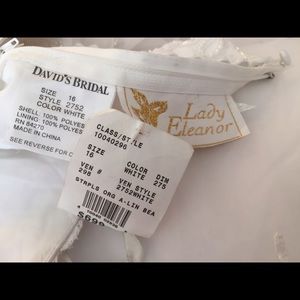 DAVID'S BRIDAL
SIZE 16
STYLE 2752
COLOR WHITE
SHELL: 100% POLYES
LINING: 100% POLYES
RN 84275
MADE IN CHINA
SEE REVERSE FOR C
Lady
Eleanor
CLASS/STYLE
10040296
SIZE COLOR DIM
16 WHITE 275
VEN # VEN STYLE
298 2752WHITE
STRPLS ORG A-LIN BEA